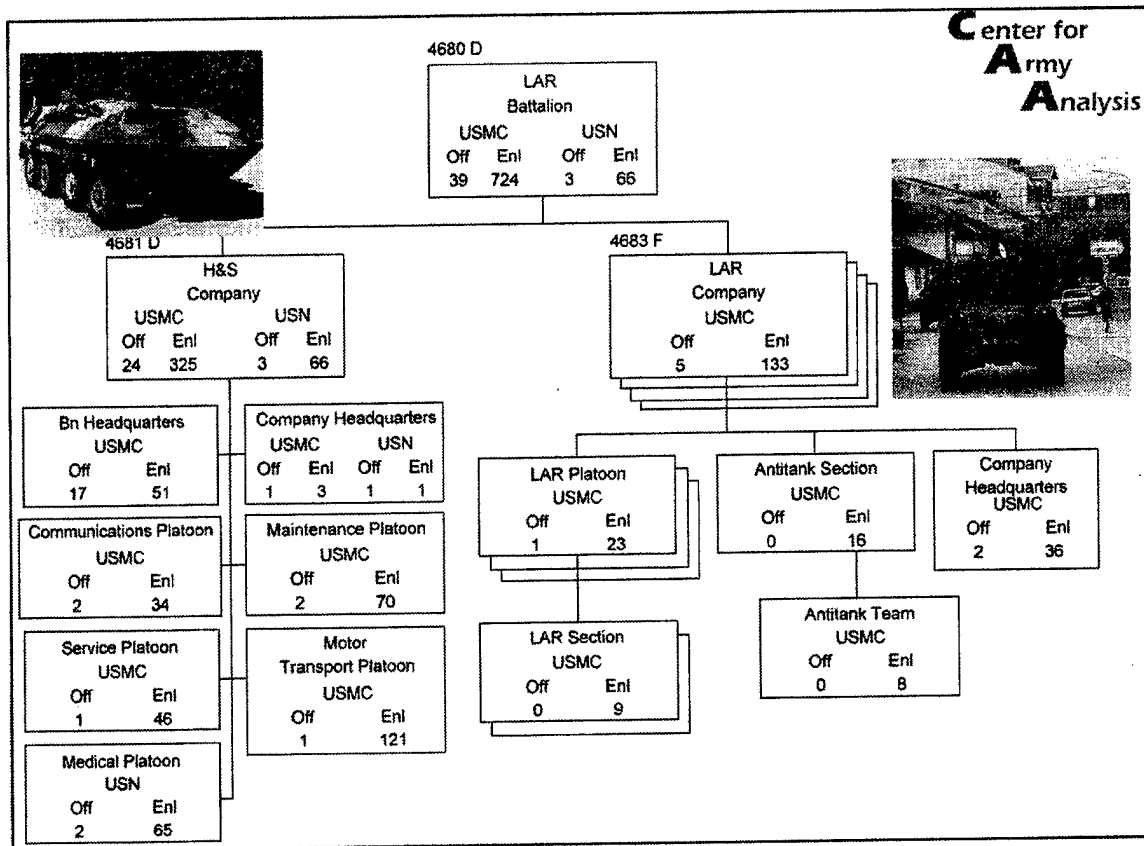 Center for
Army
Analysis
4680 D
LAR
Battalion
USMC USN
Off Enl Off Enl
39 724 3 66
4681 D
H&S
Company
USMC USN
Off Enl Off Enl
24 325 3 66
4683 F
LAR
Company
USMC
Off Enl
5 133
Bn Headquarters
USMC
Off Enl
17 51
Company Headquarters
USMC USN
Off Enl Off Enl
1 3 1 1
Communications Platoon
USMC
Off Enl
2 34
Maintenance Platoon
USMC
Off Enl
2 70
Service Platoon
USMC
Off Enl
1 46
Motor
Transport Platoon
USMC
Off Enl
1 121
Medical Platoon
USN
Off Enl
2 65
LAR Platoon
USMC
Off Enl
1 23
Antitank Section
USMC
Off Enl
0 16
Company
Headquarters
USMC
Off Enl
2 36
LAR Section
USMC
Off Enl
0 9
Antitank Team
USMC
Off Enl
0 8